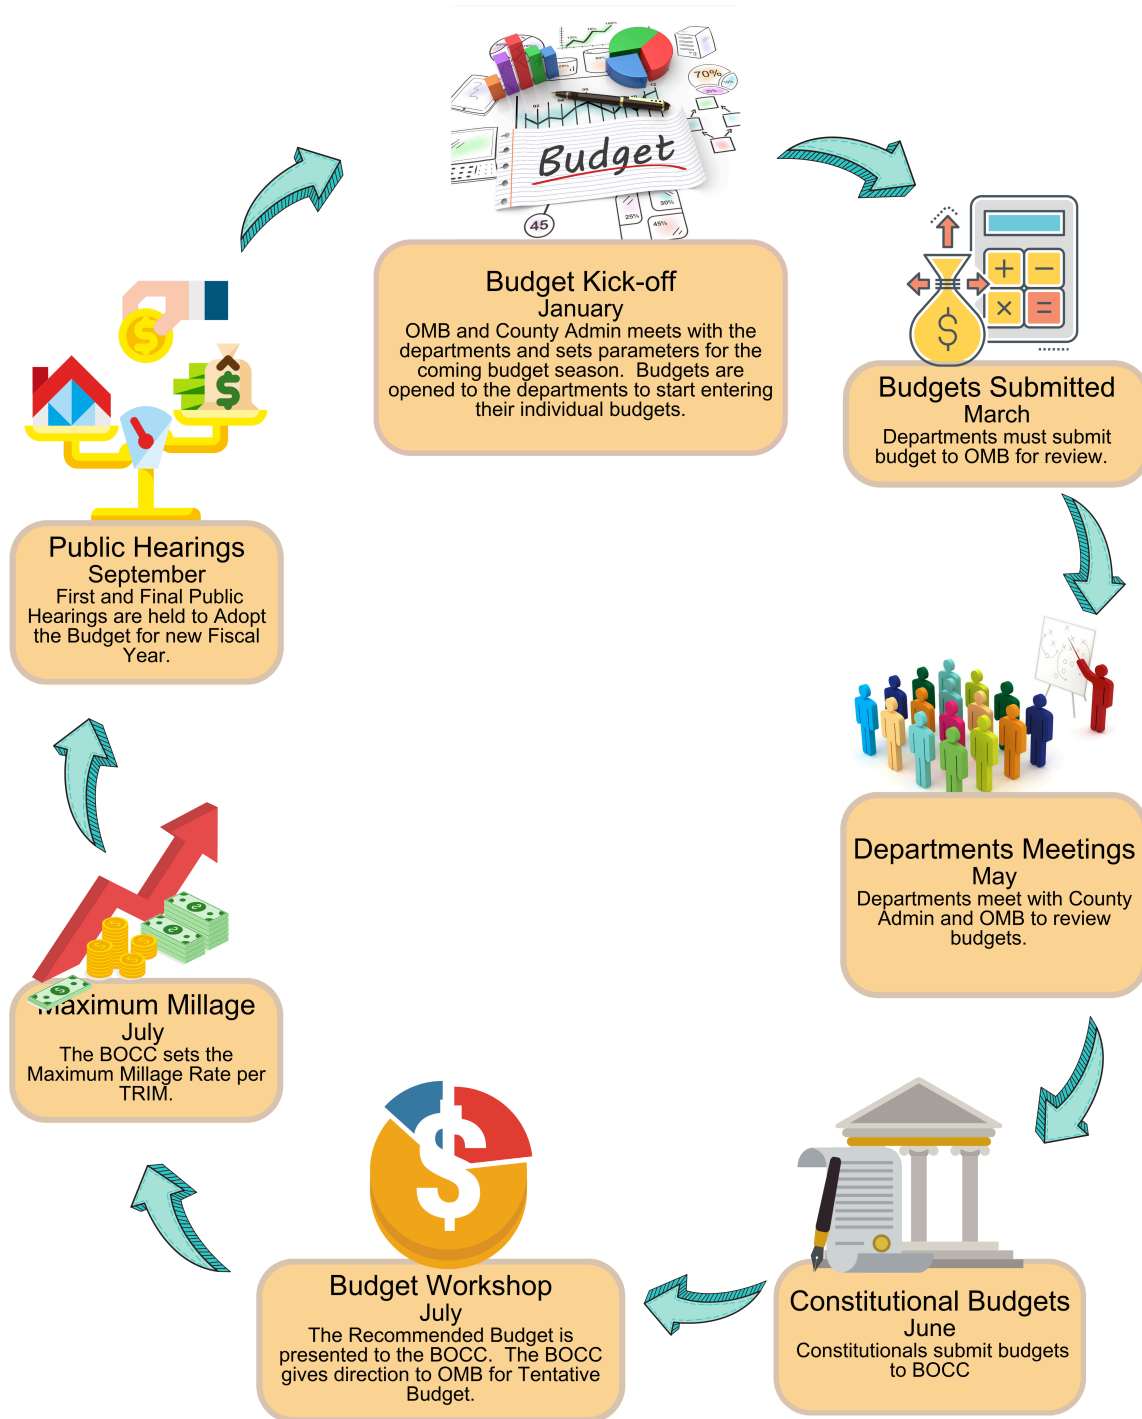 Budget
70%
45
25%
30%
45%
Budget Kick-off
January
OMB and County Admin meets with the
departments and sets parameters for the
coming budget season.  Budgets are
opened to the departments to start entering
their individual budgets.
Budgets Submitted
March
Departments must submit
budget to OMB for review.
Departments Meetings
May
Departments meet with County
Admin and OMB to review
budgets.
Constitutional Budgets
June
Constitutionals submit budgets
to BOCC
Budget Workshop
July
The Recommended Budget is
presented to the BOCC.  The BOCC
gives direction to OMB for Tentative
Budget.
Maximum Millage
July
The BOCC sets the
Maximum Millage Rate per
TRIM.
Public Hearings
September
First and Final Public
Hearings are held to Adopt
the Budget for new Fiscal
Year.